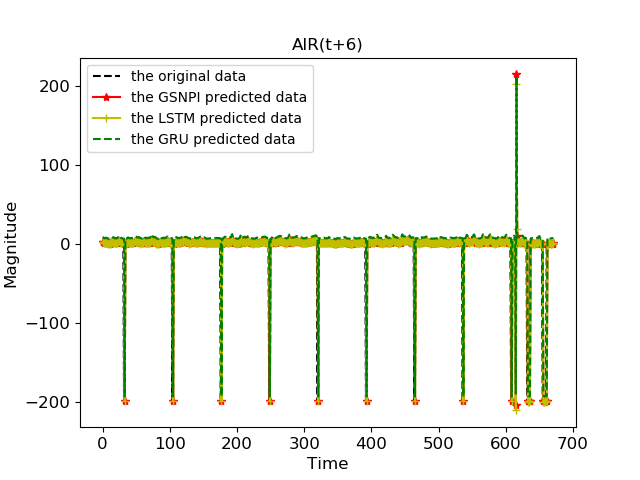 AIR(t+6)
the original data
the GSNPI predicted data
the LSTM predicted data
the GRU predicted data
Magnitude
200
100
0
−100
−200
0 100 200 300 400 500 600 700
Time